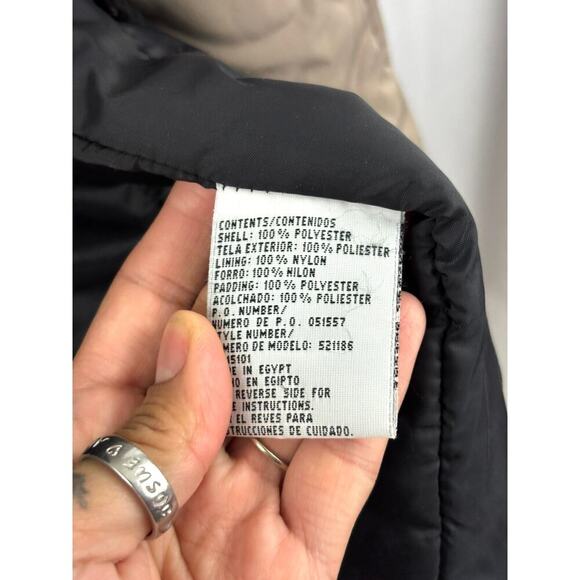 CONTENTS/CONTENIDOS
SHELL: 100% POLYESTER
TELA EXTERIOR: 100% POLIESTER
LINING: 100% NYLON
FORRO: 100% NILON
PADDING: 100% POLYESTER
ACOLCHADO: 100% POLIESTER
P.O. NUMBER/
NUMERO DE P.O. 051557
STYLE NUMBER/
NUMERO DE MODELO: 521186
15101
IN EGYPT
EN EGIPTO
REVERSE SIDE FOR
INSTRUCTIONS.
EL REVES PARA
DE CUIDADO.
JOSUE